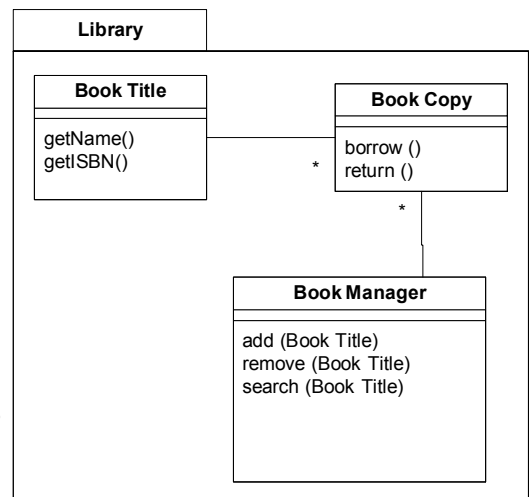 Library
Book Title
getName()
getISBN()
*
Book Copy
borrow ()
return ()
*
Book Manager
add (Book Title)
remove (Book Title)
search (Book Title)